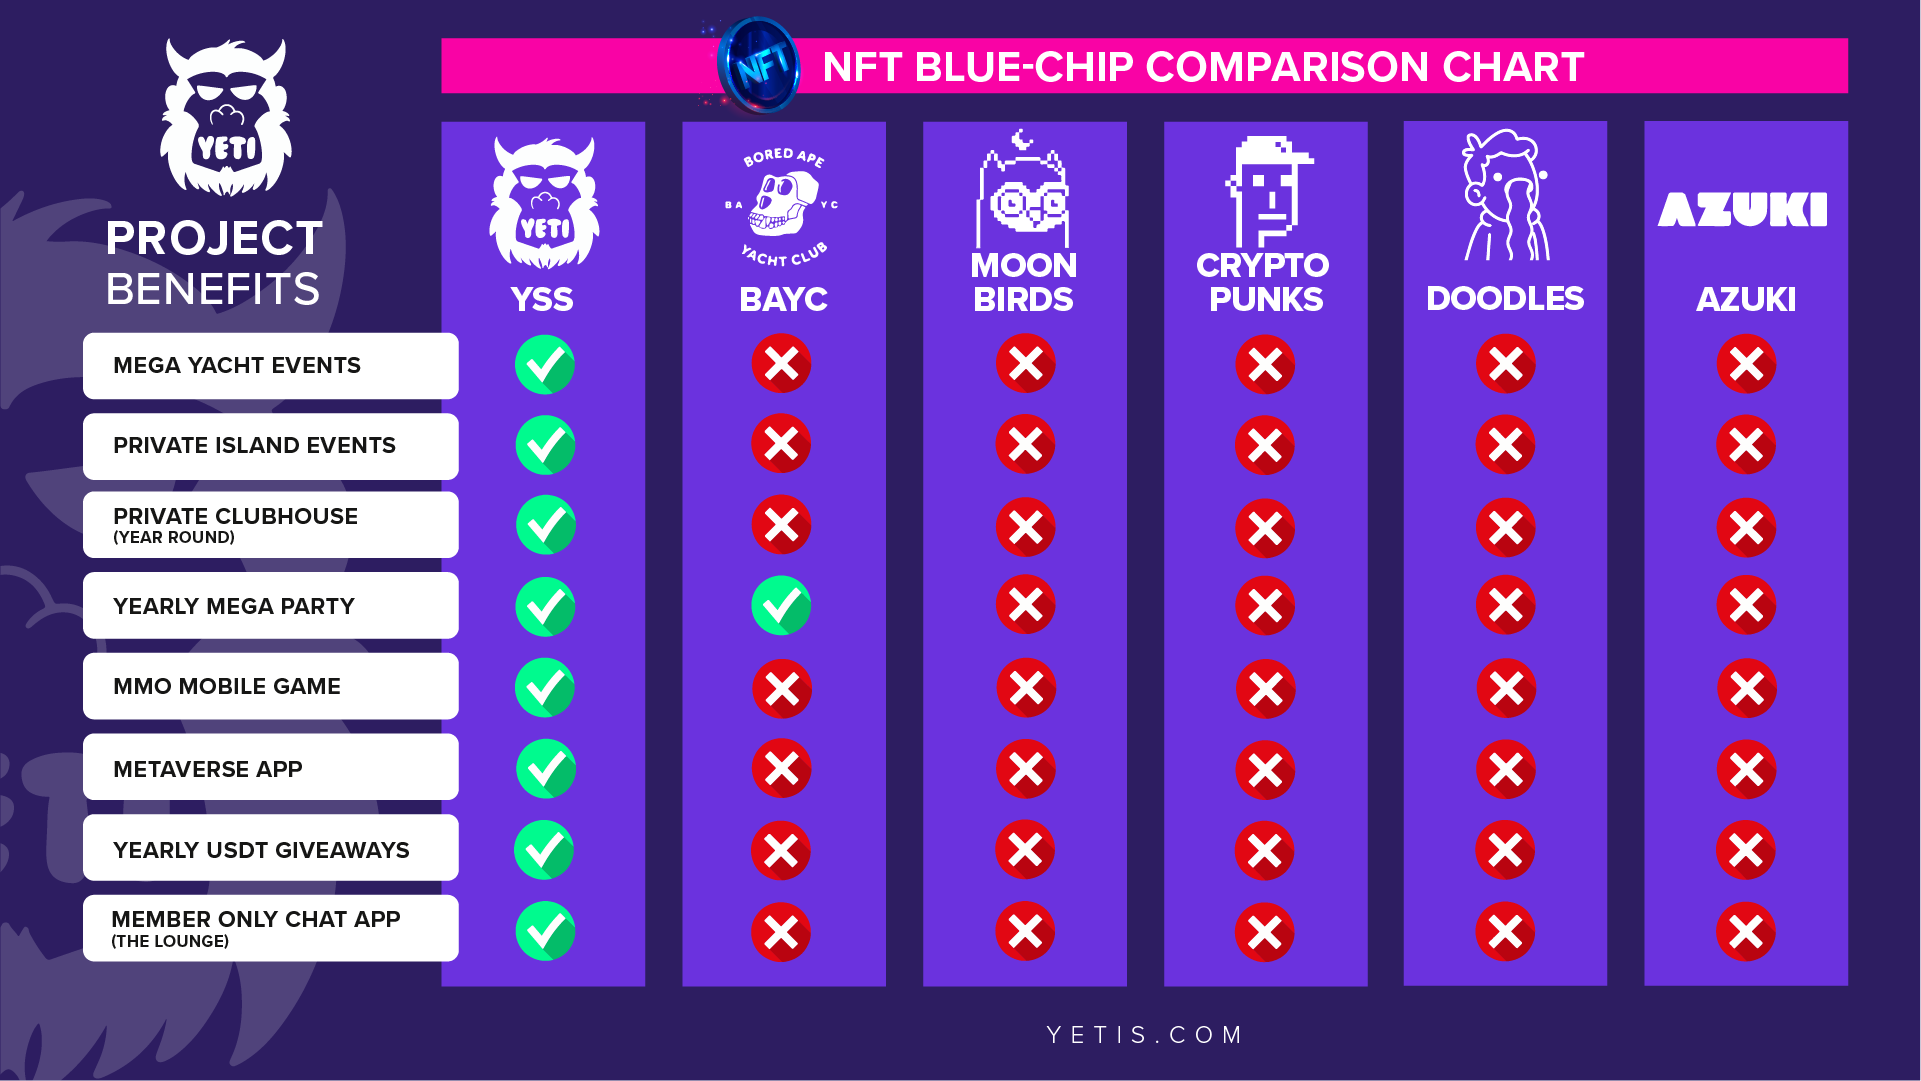 YETI
PROJECT
BENEFITS
NFT
NFT BLUE-CHIP COMPARISON CHART
YETI
YSS
BORED APE
BA YC
YACHT CLUB
BAYC
MOON
BIRDS
CRYPTO
PUNKS
DOODLES
AZUKI
AZUKI
MEGA YACHT EVENTS
PRIVATE ISLAND EVENTS
PRIVATE CLUBHOUSE
(YEAR ROUND)
YEARLY MEGA PARTY
MMO MOBILE GAME
METAVERSE APP
YEARLY USDT GIVEAWAYS
MEMBER ONLY CHAT APP
(THE LOUNGE)
YETIS.COM